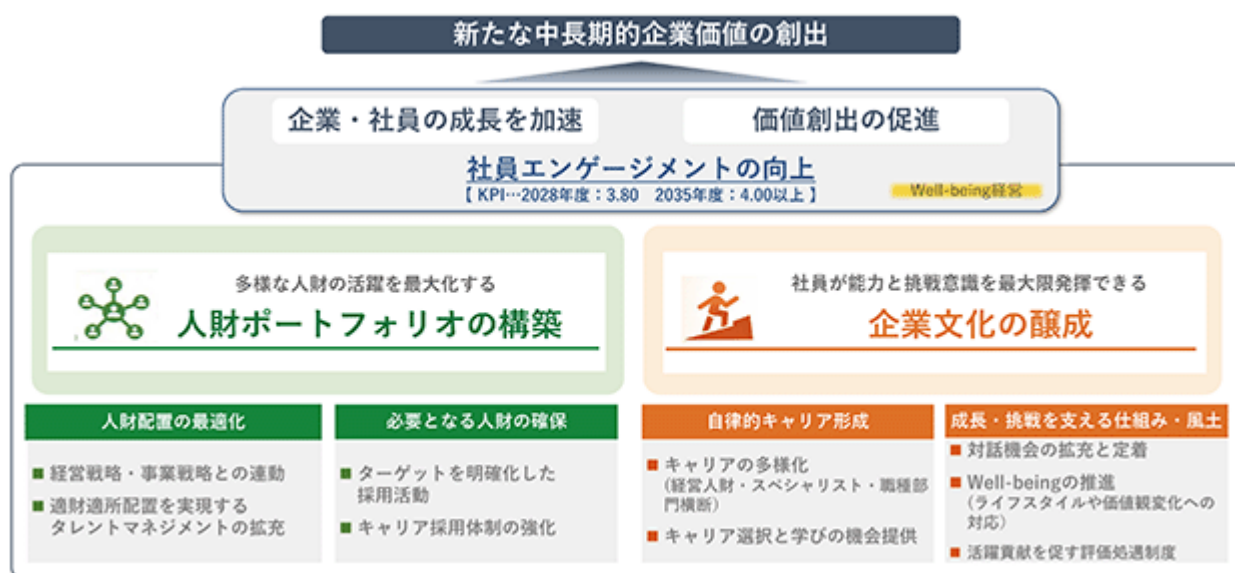 新たな中長期的企業価値の創出
企業・社員の成長を加速
価値創出の促進
社員エンゲージメントの向上
【 KPI…2028年度：3.80　2035年度：4.00以上 】
Well-being経営
多様な人財の活躍を最大化する
人財ポートフォリオの構築
社員が能力と挑戦意識を最大限発揮できる
企業文化の醸成
人財配置の最適化
■ 経営戦略・事業戦略との連動
■ 適財適所配置を実現する
タレントマネジメントの拡充
必要となる人財の確保
■ ターゲットを明確化した
採用活動
■ キャリア採用体制の強化
自律的キャリア形成
■ キャリアの多様化
(経営人財・スペシャリスト・職種部
門横断)
■ キャリア選択と学びの機会提供
成長・挑戦を支える仕組み・風土
■ 対話機会の拡充と定着
■ Well-beingの推進
(ライフスタイルや価値観変化への
対応)
■ 活躍貢献を促す評価処遇制度